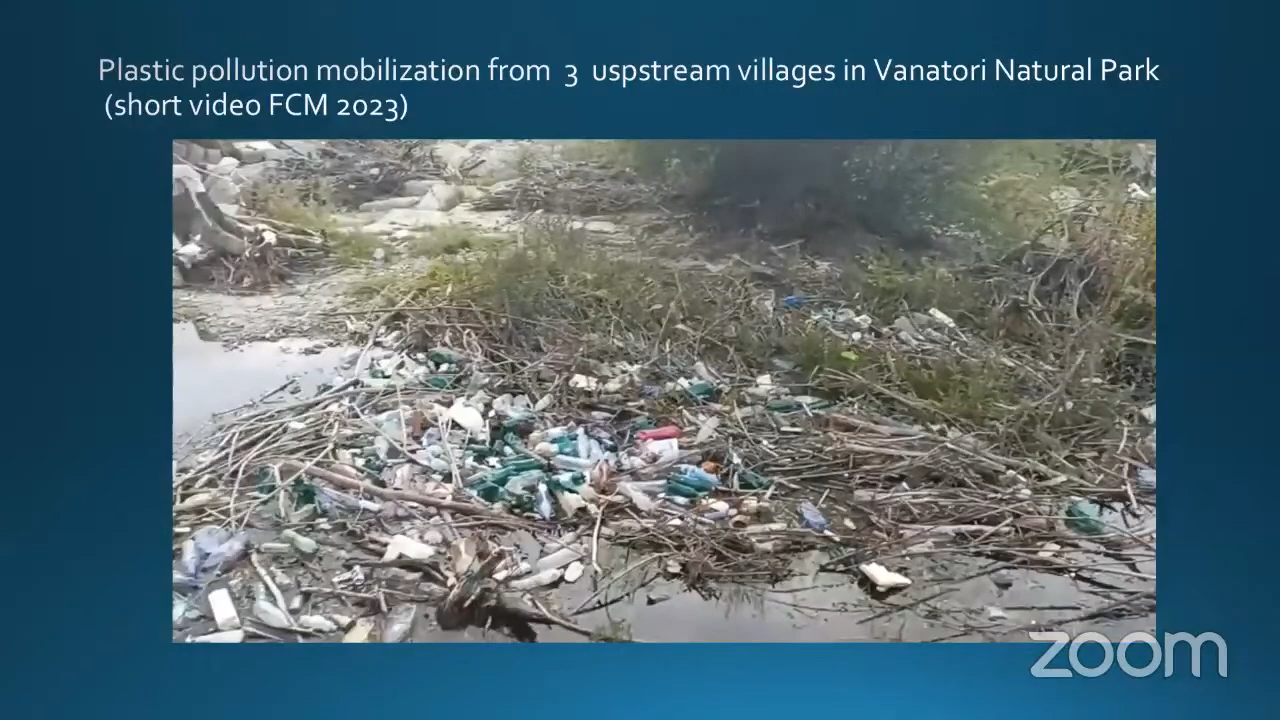 Plastic pollution mobilization from 3 uspstream villages in Vanatori Natural Park
(short video FCM 2023)
zoom